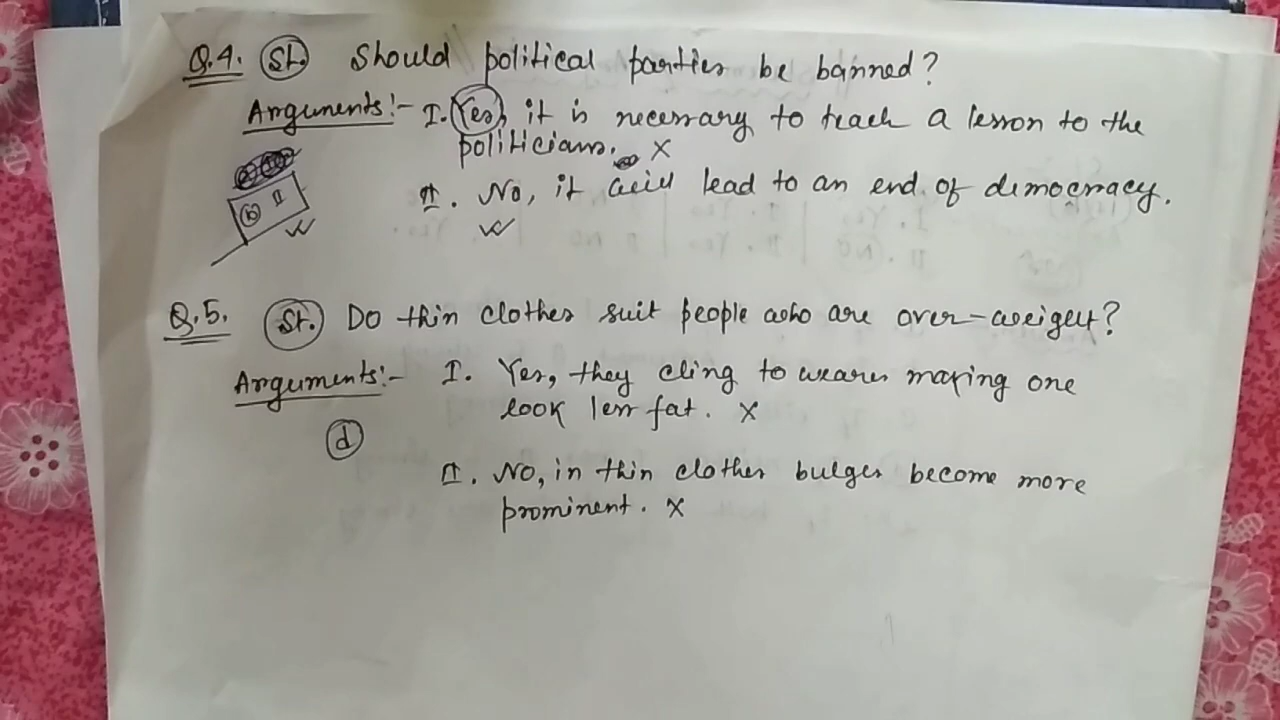 Q.4. St. Should political parties be banned?
Arguments:- I. Yes, it is necessary to teach a lesson to the
politicians. X
II. No, it will lead to an end of democracy.
(b) II
Q.5. St. Do thin clothes suit people who are over-weight?
Arguments:- I. Yes, they cling to wearer making one
look less fat. X
(d)
II. No, in thin clothes bulges become more
prominent. X